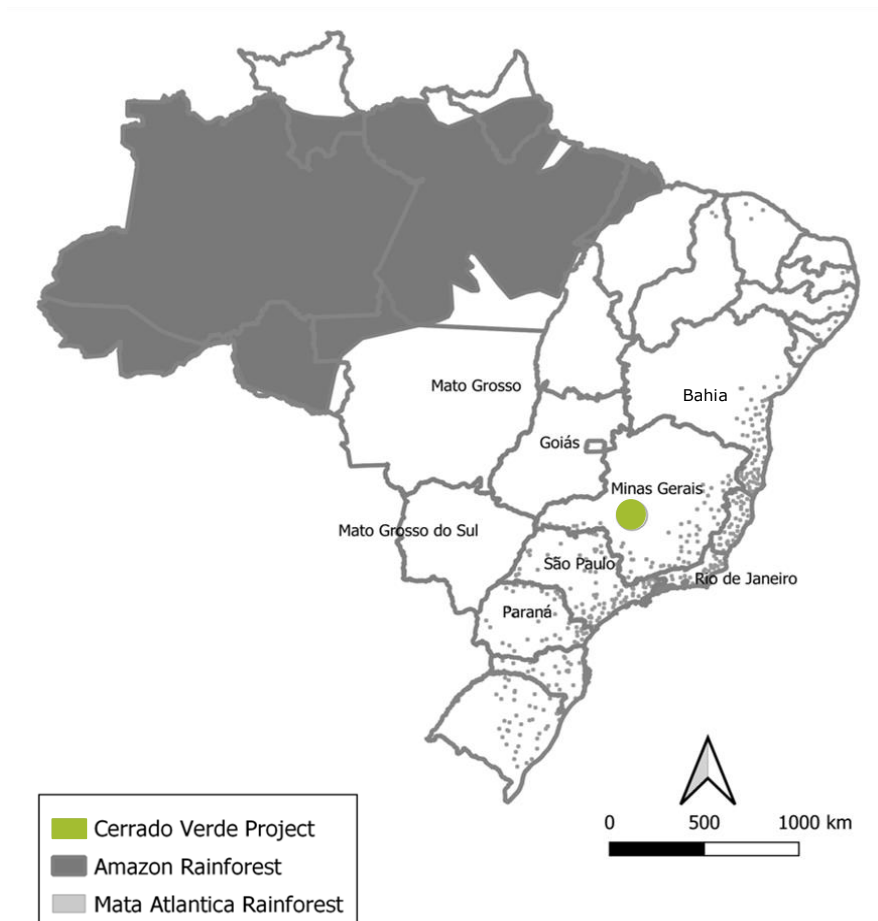 Mato Grosso
Bahia
Goiás
Minas Gerais
Mato Grosso do Sul
São Paulo
Rio de Janeiro
Paraná
0 500 1000 km
Cerrado Verde Project
Amazon Rainforest
Mata Atlantica Rainforest